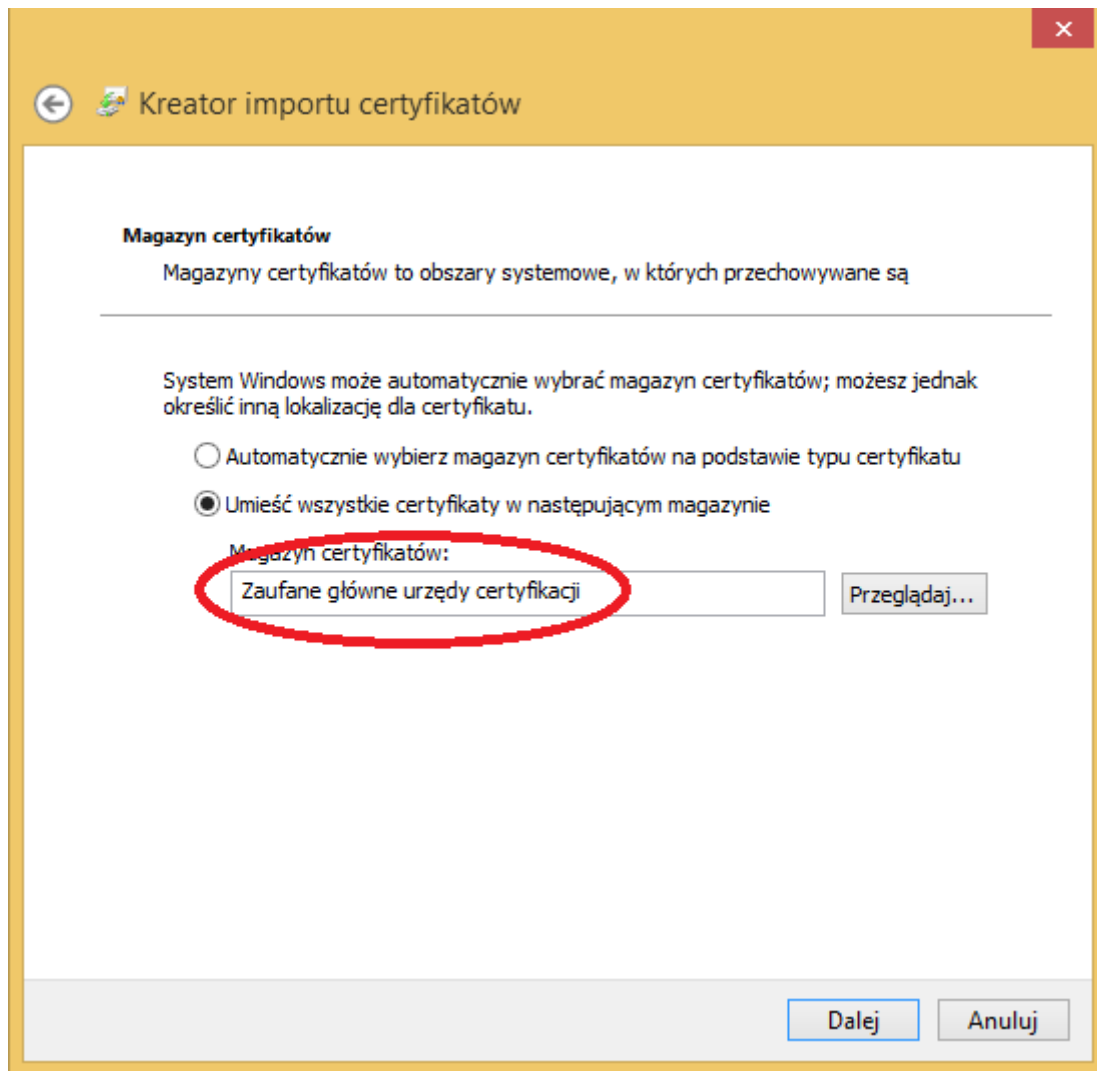 Kreator importu certyfikatów
Magazyn certyfikatów
Magazyny certyfikatów to obszary systemowe, w których przechowywane są
System Windows może automatycznie wybrać magazyn certyfikatów; możesz jednak
określić inną lokalizację dla certyfikatu.
Automatycznie wybierz magazyn certyfikatów na podstawie typu certyfikatu
Umieść wszystkie certyfikaty w następującym magazynie
Magazyn certyfikatów:
Zaufane główne urzędy certyfikacji
Przeglądaj...
Dalej
Anuluj